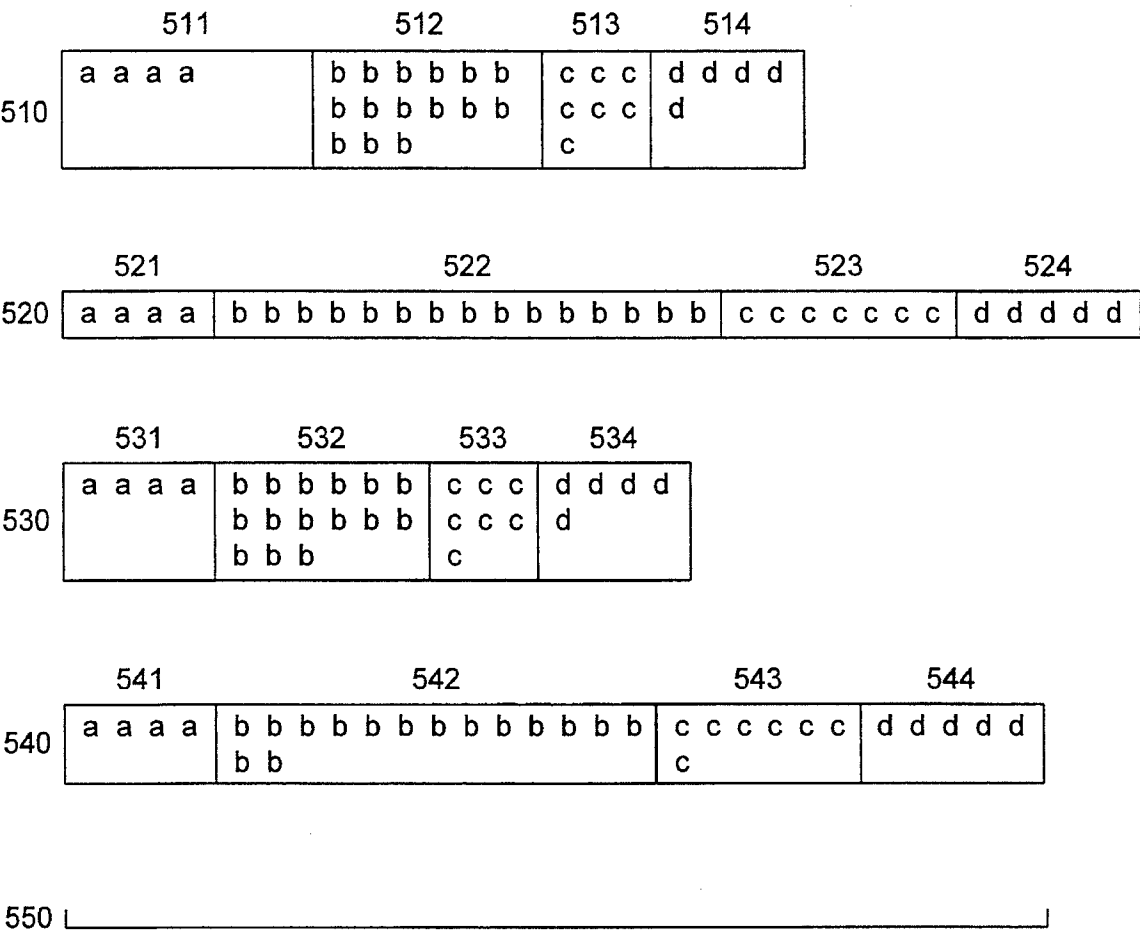 511 512 513 514
a a a a b b b b b b c c c d d d d
510 b b b b b b c c c d
b b b c
521 522 523 524
520 a a a a b b b b b b b b b b b b b b b c c c c c c c d d d d d
531 532 533 534
a a a a b b b b b b c c c d d d d
530 b b b b b b c c c d
b b b c
541 542 543 544
540 a a a a b b b b b b b b b b b b b c c c c c c d d d d d
b b c
550